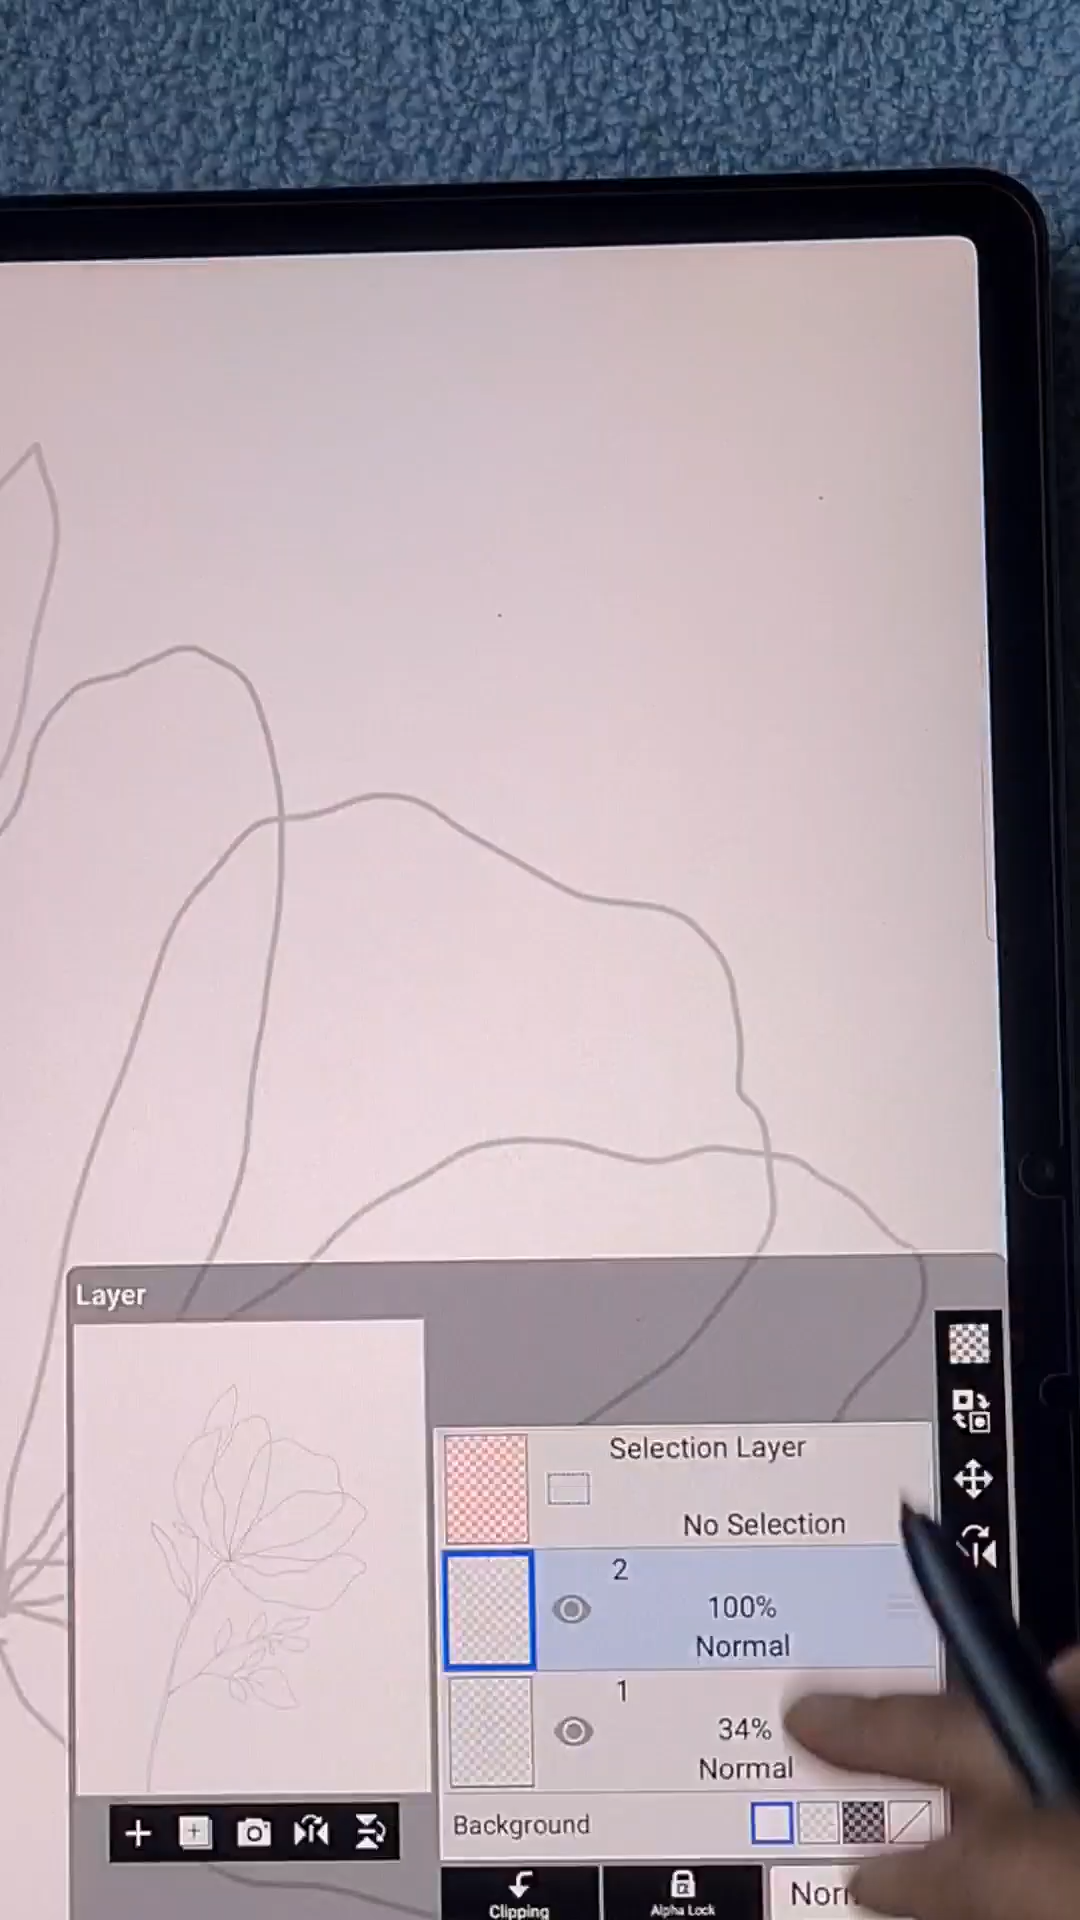 Layer
Selection Layer
No Selection
2
100%
Normal
1
34%
Normal
Background
Clipping
Alpha Lock